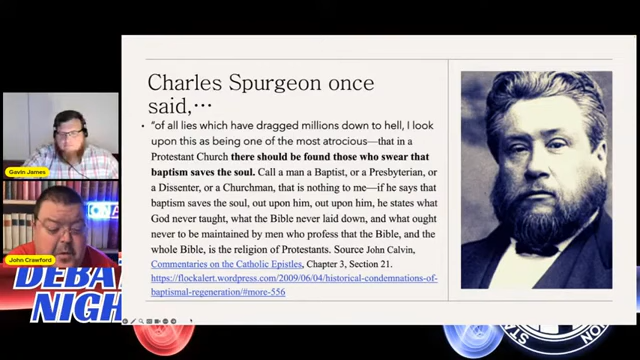 Charles Spurgeon once
said,⋯
• "of all lies which have dragged millions down to hell, I look
upon this as being one of the most atrocious—that in a
Protestant Church there should be found those who swear that
baptism saves the soul. Call a man a Baptist, or a Presbyterian, or
a Dissenter, or a Churchman, that is nothing to me—if he says that
baptism saves the soul, out upon him, out upon him, he states what
God never taught, what the Bible never laid down, and what ought
never to be maintained by men who profess that the Bible, and the
whole Bible, is the religion of Protestants. Source John Calvin,
Commentaries on the Catholic Epistles, Chapter 3, Section 21.
https://flockalert.wordpress.com/2009/06/04/historical-condemnations-of-
baptismal-regeneration/#more-556
Gavin James
John Crawford
DEBA
NIGH